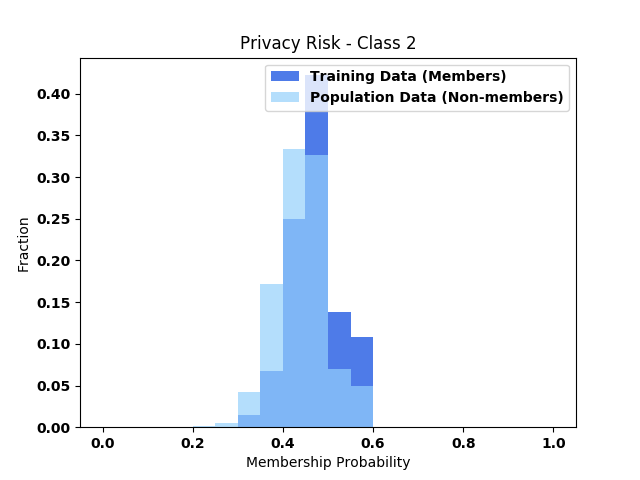 Privacy Risk - Class 2
Training Data (Members)
Population Data (Non-members)
Fraction
0.40
0.35
0.30
0.25
0.20
0.15
0.10
0.05
0.00
0.0 0.2 0.4 0.6 0.8 1.0
Membership Probability